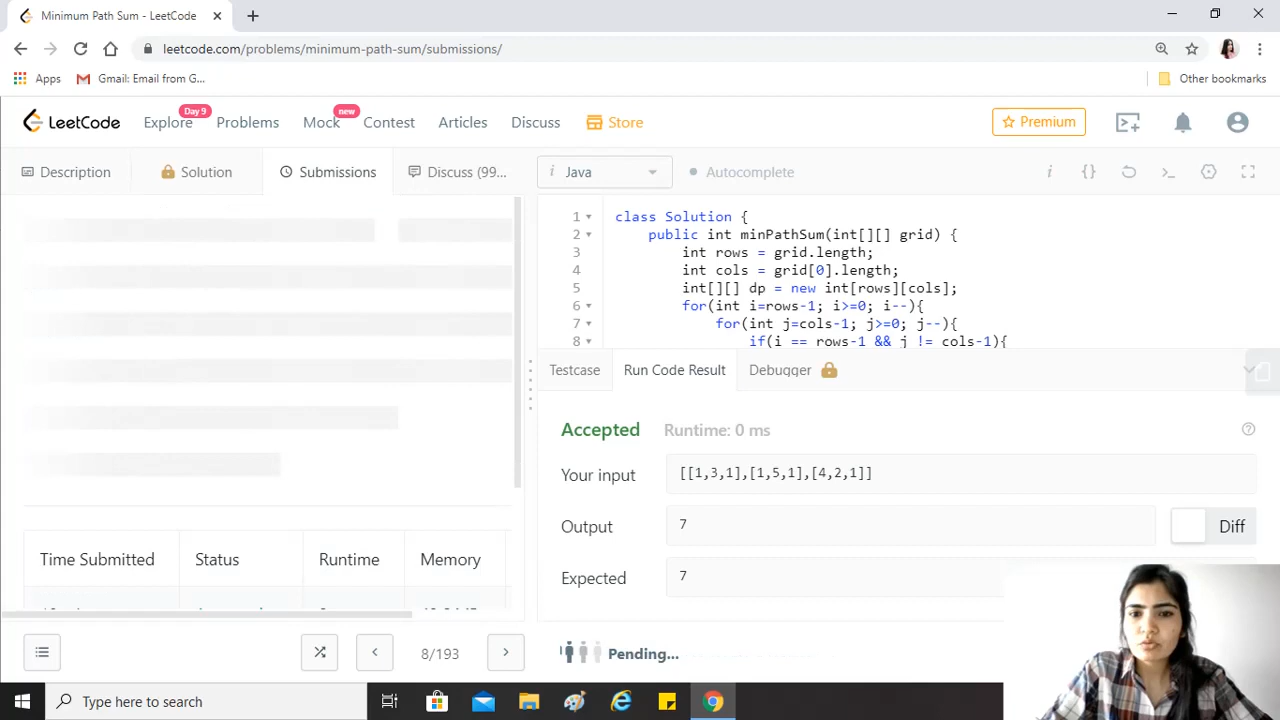 Minimum Path Sum - LeetCode
leetcode.com/problems/minimum-path-sum/submissions/
Apps
Gmail: Email from G...
Other bookmarks
LeetCode
Explore
Day 9
Problems
Mock
new
Contest
Articles
Discuss
Store
Premium
Description
Solution
Submissions
Discuss (99...
i Java
Autocomplete
1 class Solution {
2 public int minPathSum(int[][] grid) {
3 int rows = grid.length;
4 int cols = grid[0].length;
5 int[][] dp = new int[rows][cols];
6 for(int i=rows-1; i>=0; i--){
7 for(int j=cols-1; j>=0; j--){
8 if(i == rows-1 && j != cols-1){
Testcase
Run Code Result
Debugger
Accepted
Runtime: 0 ms
Your input
[[1,3,1],[1,5,1],[4,2,1]]
Output
7
Diff
Expected
7
Time Submitted
Status
Runtime
Memory
8/193
Pending...
Type here to search